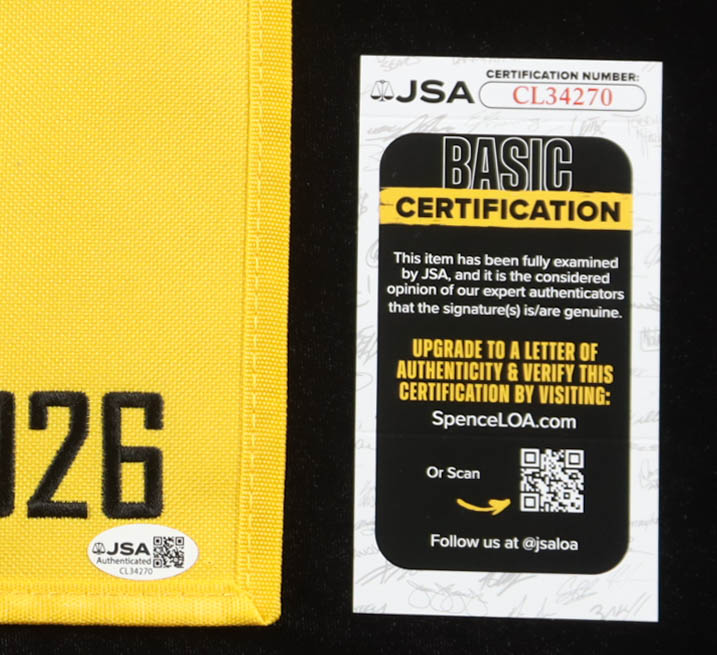 JSA
CERTIFICATION NUMBER:
CL34270
BASIC
CERTIFICATION
This item has been fully examined
by JSA, and it is the considered
opinion of our expert authenticators
that the signature(s) is/are genuine.
UPGRADE TO A LETTER OF
AUTHENTICITY & VERIFY THIS
CERTIFICATION BY VISITING:
SpenceLOA.com
Or Scan
Follow us at @jsaloa
26
JSA
Authenticated
CL34270